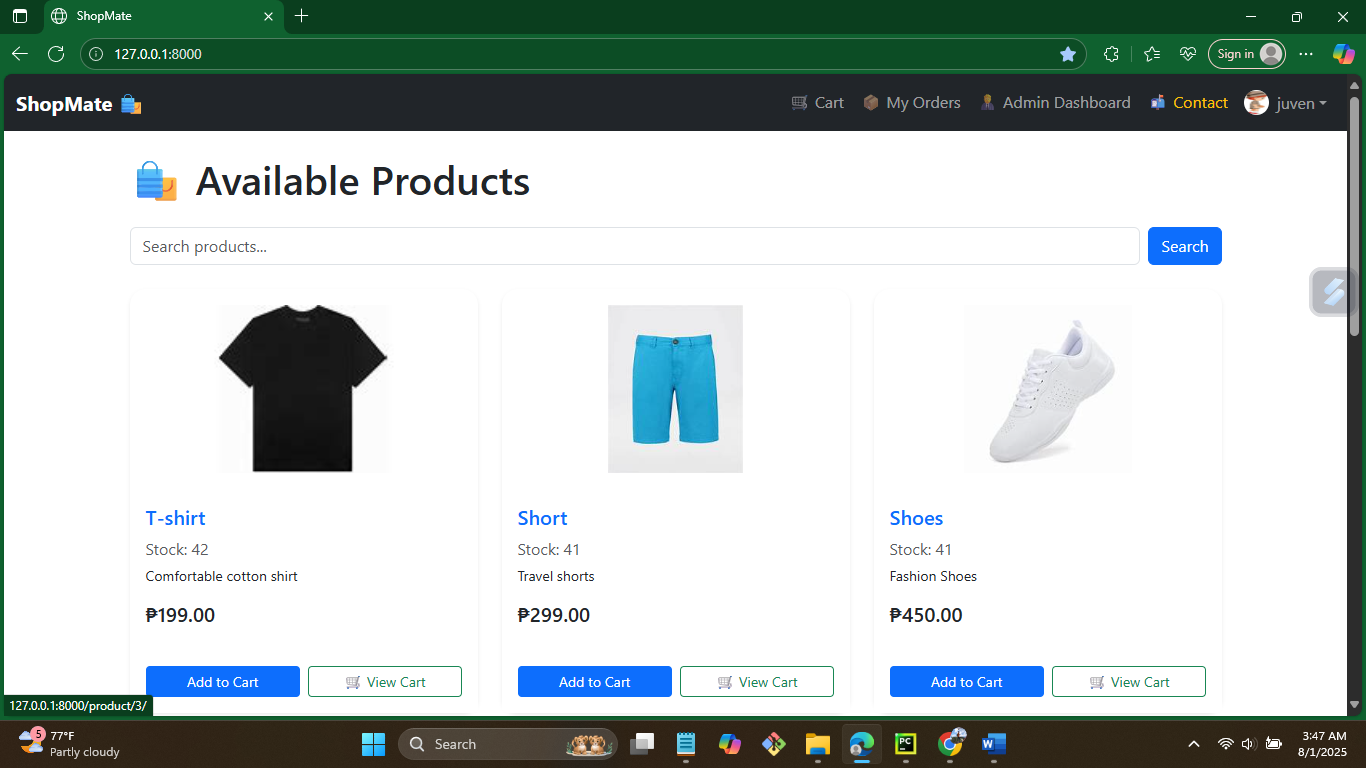 ShopMate
127.0.0.1:8000
Sign in
ShopMate
Cart
My Orders
Admin Dashboard
Contact
juven
Available Products
Search products...
Search
T-shirt
Stock: 42
Comfortable cotton shirt
₱199.00
Add to Cart
View Cart
Short
Stock: 41
Travel shorts
₱299.00
Add to Cart
View Cart
Shoes
Stock: 41
Fashion Shoes
₱450.00
Add to Cart
View Cart
127.0.0.1:8000/product/3/
5
77°F
Partly cloudy
Search
PC
W
3:47 AM
8/1/2025